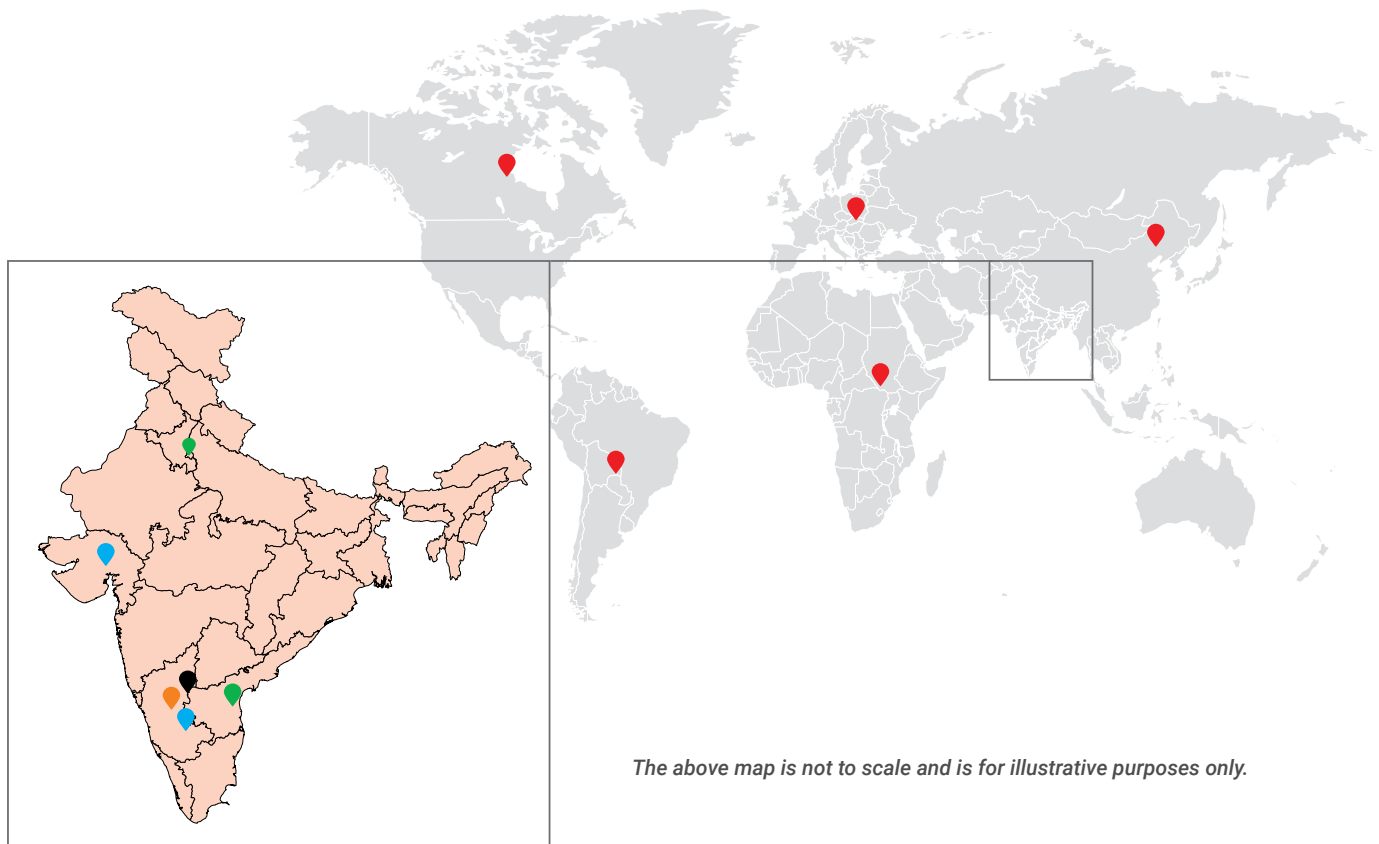 The above map is not to scale and is for illustrative purposes only.